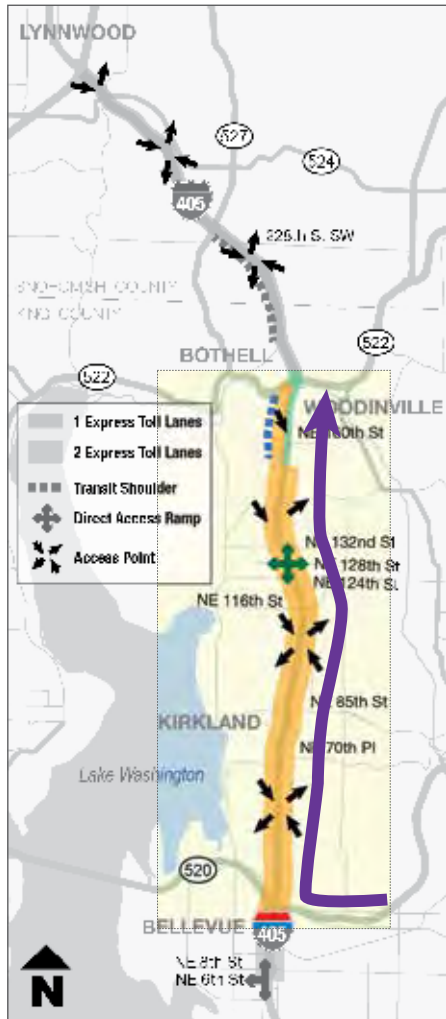 LYNNWOOD
527
524
405
228th S. SW
SNOHOMISH COUNTY
KING COUNTY
BOTHELL
522
522
WOODINVILLE
NE 160th St
1 Express Toll Lanes
2 Express Toll Lanes
Transit Shoulder
Direct Access Ramp
Access Point
NE 132nd St
NE 128th St
NE 124th St
NE 116th St
NE 85th St
KIRKLAND
NE 70th Pl
Lake Washington
520
BELLEVUE
405
NE 8th St
NE 6th St
N